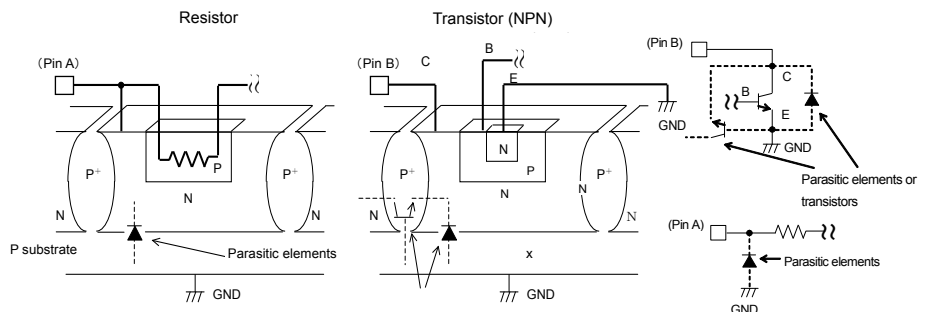 Resistor
(Pin A)
P+
P
P+
N
N
N
P substrate
Parasitic elements
GND
Transistor (NPN)
(Pin B)
C
B
E
GND
P+
N
P
P+
N
N
N
N
x
GND
(Pin B)
C
B
E
GND
Parasitic elements or
transistors
(Pin A)
Parasitic elements
GND